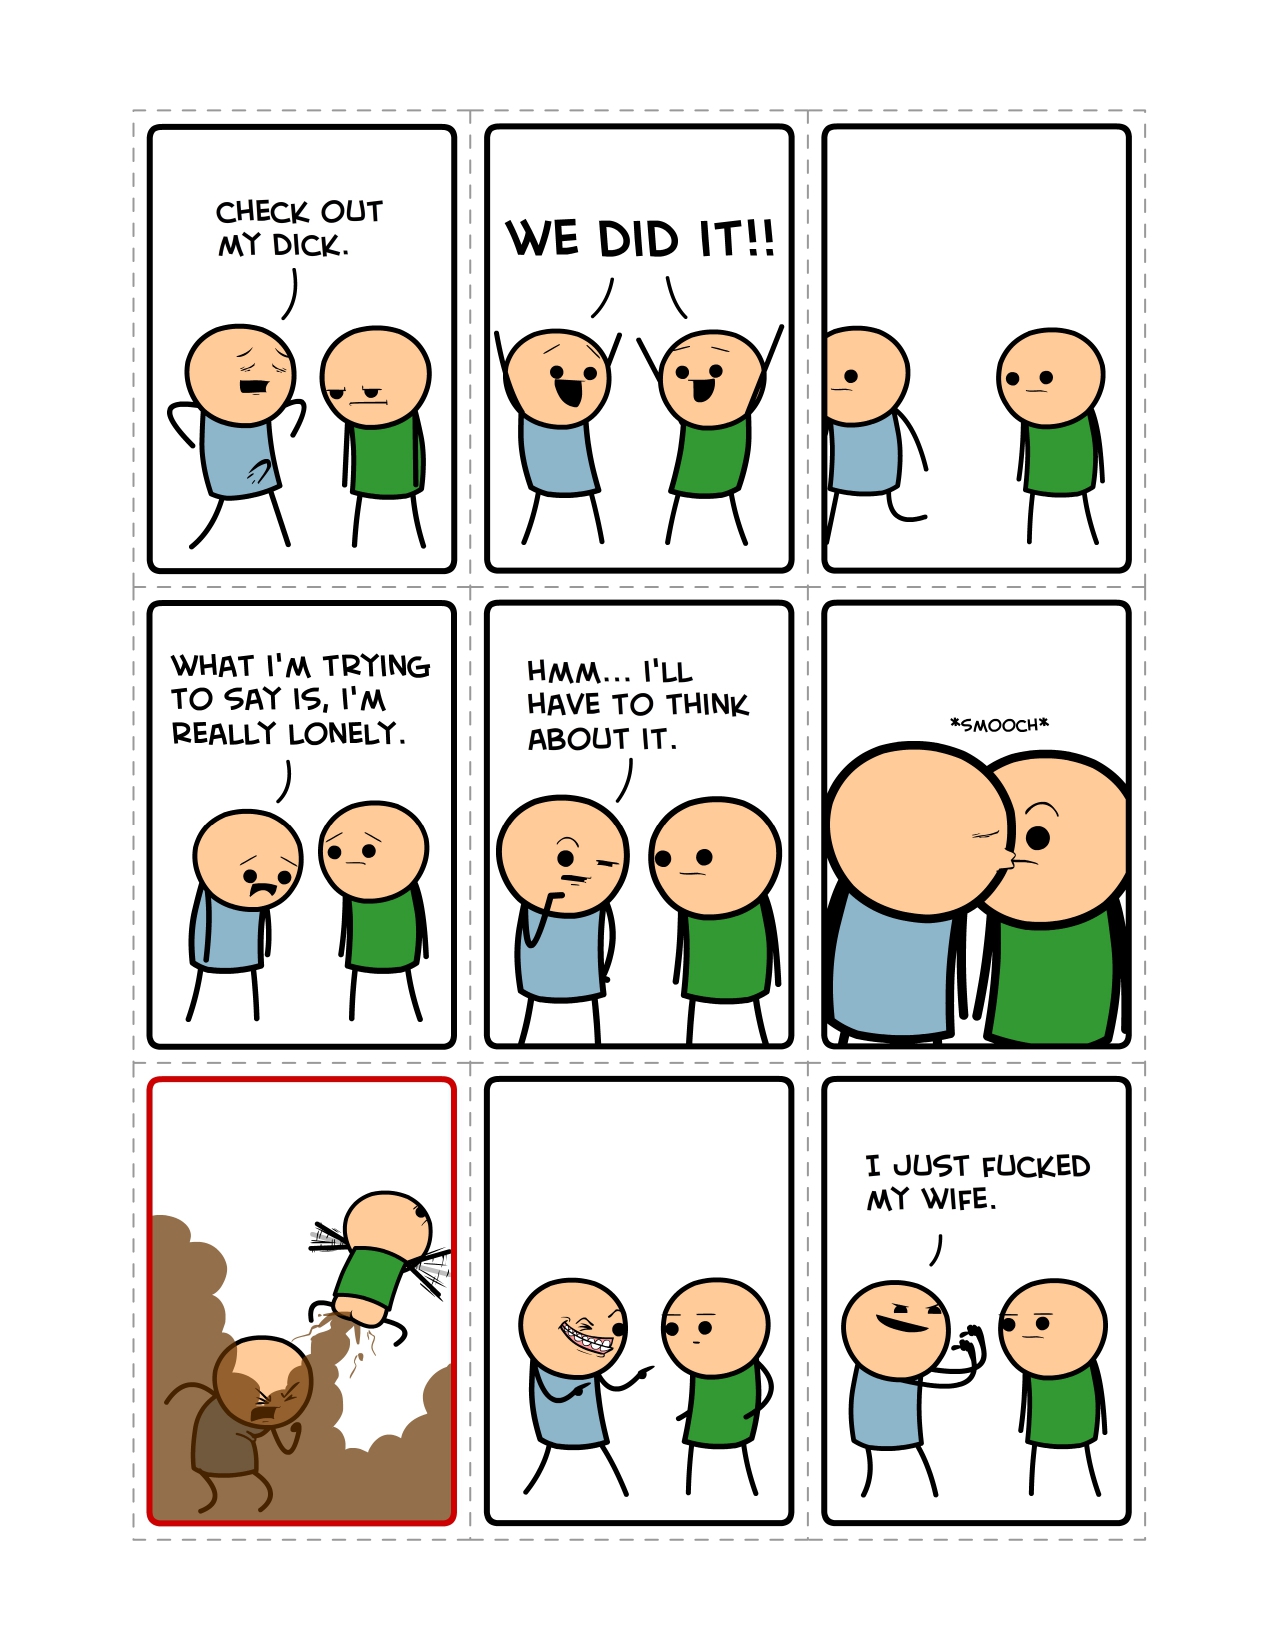 CHECK OUT
MY DICK.
WE DID IT!!
WHAT I'M TRYING
TO SAY IS, I'M
REALLY LONELY.
HMM... I'LL
HAVE TO THINK
ABOUT IT.
*SMOOCH*
I JUST FUCKED
MY WIFE.